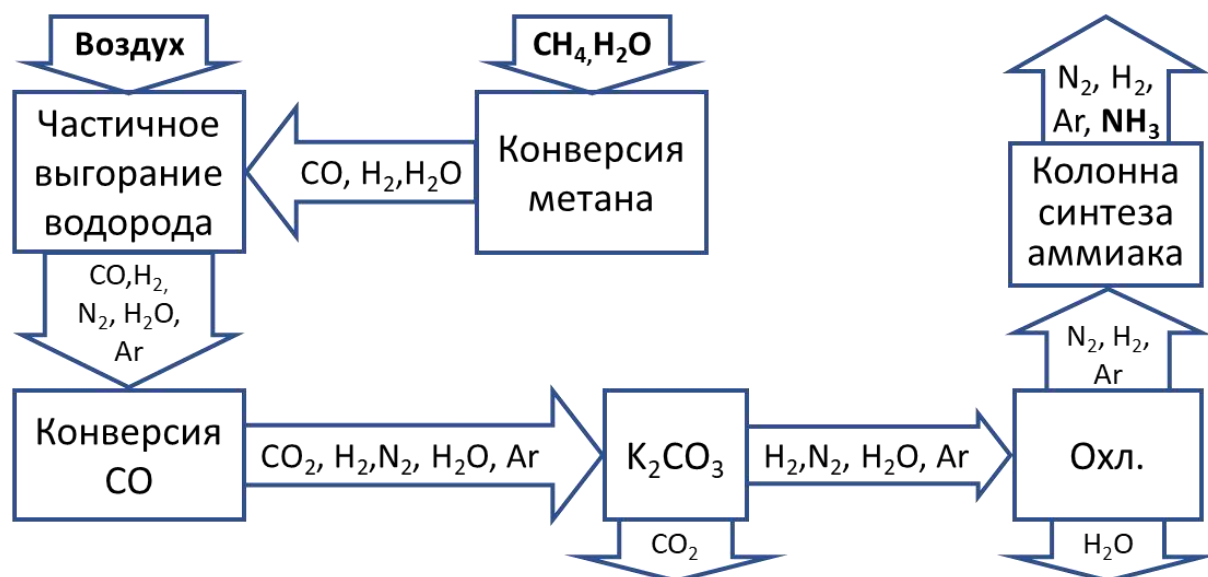 Воздух
CH₄,H₂O
N₂, H₂,
Ar, NH₃
Частичное
выгорание
водорода
CO, H₂,H₂O
Конверсия
метана
Колонна
синтеза
аммиака
CO,H₂,
N₂, H₂O,
Ar
N₂, H₂,
Ar
Конверсия
CO
CO₂, H₂,N₂, H₂O, Ar
K₂CO₃
H₂,N₂, H₂O, Ar
Охл.
CO₂
H₂O